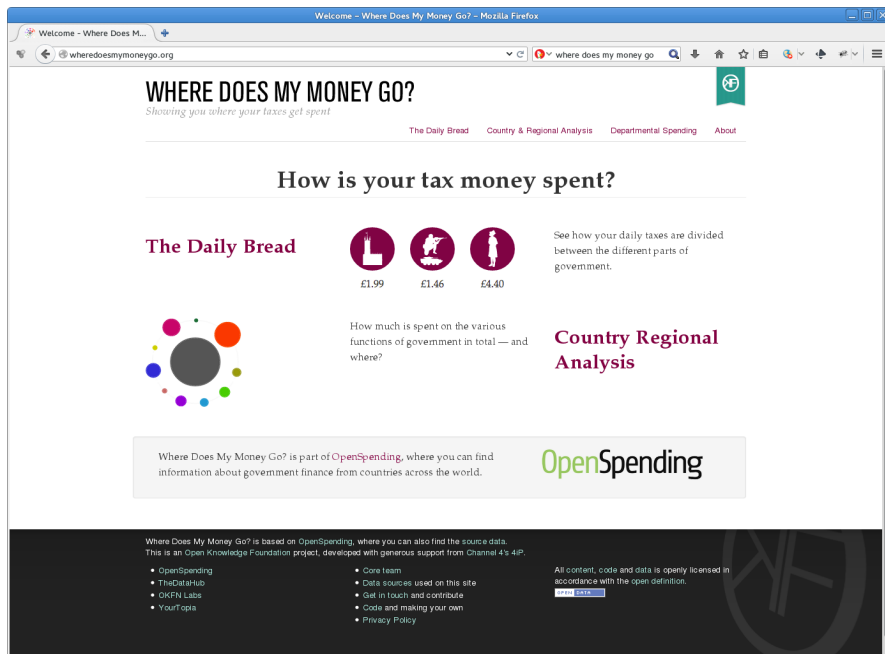 Welcome - Where Does My Money Go? - Mozilla Firefox
Welcome - Where Does M...
wheredoesmymoneygo.org
where does my money go
WHERE DOES MY MONEY GO?
Showing you where your taxes get spent
The Daily Bread Country & Regional Analysis Departmental Spending About
How is your tax money spent?
The Daily Bread
£1.99 £1.46 £4.40
See how your daily taxes are divided
between the different parts of
government.
How much is spent on the various
functions of government in total — and
where?
Country Regional
Analysis
Where Does My Money Go? is part of OpenSpending, where you can find
information about government finance from countries across the world.
OpenSpending
Where Does My Money Go? is based on OpenSpending, where you can also find the source data.
This is an Open Knowledge Foundation project, developed with generous support from Channel 4's 4iP.
OpenSpending
TheDataHub
OKFN Labs
YourTopia
Core team
Data sources used on this site
Get in touch and contribute
Code and making your own
Privacy Policy
All content, code and data is openly licensed in
accordance with the open definition.
OPEN DATA